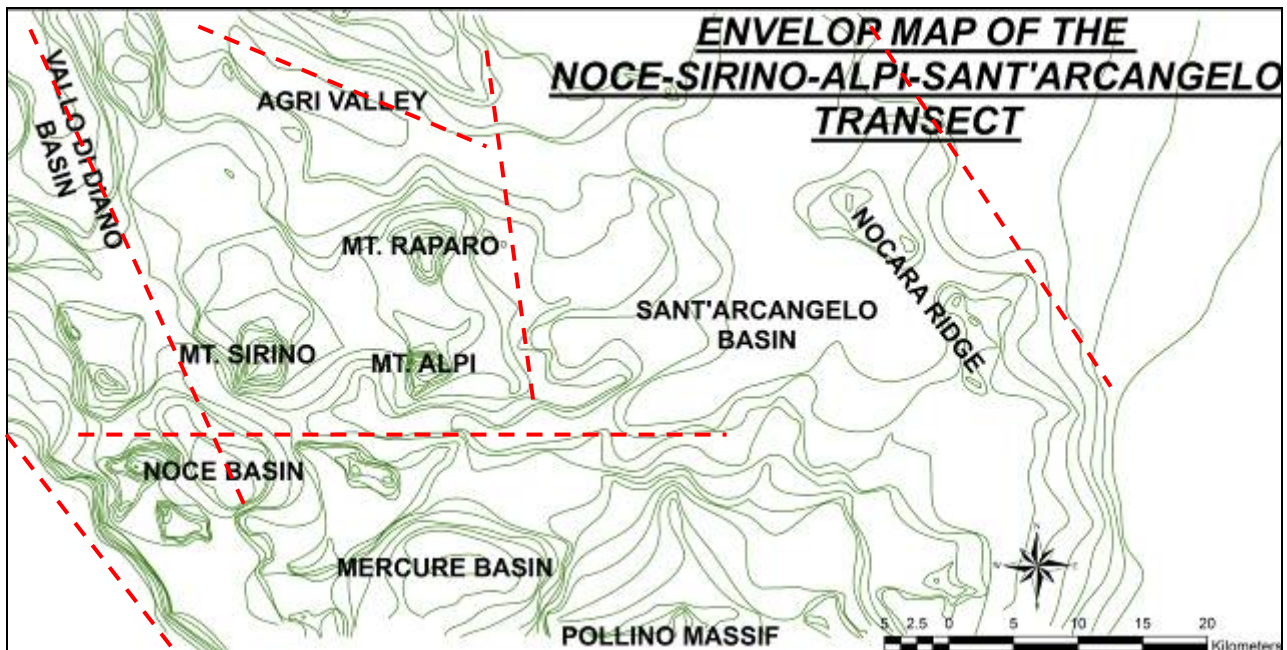 ENVELOP MAP OF THE
NOCE-SIRINO-ALPI-SANT'ARCANGELO
TRANSECT
VALLO DI DIANO
BASIN
AGRI VALLEY
MT. RAPARO
NOCARA RIDGE
SANT'ARCANGELO
BASIN
MT. SIRINO
MT. ALPI
NOCE BASIN
MERCURE BASIN
POLLINO MASSIF
5 2.5 0 5 10 15 20
Kilometers